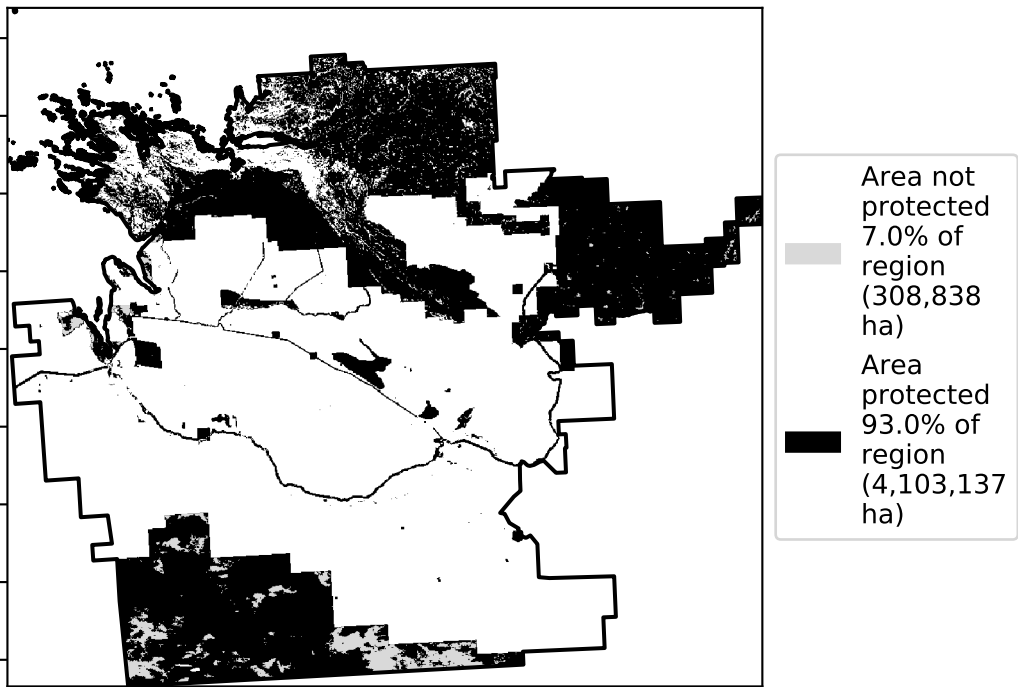 Area not
protected
7.0% of
region
(308,838
ha)
Area
protected
93.0% of
region
(4,103,137
ha)